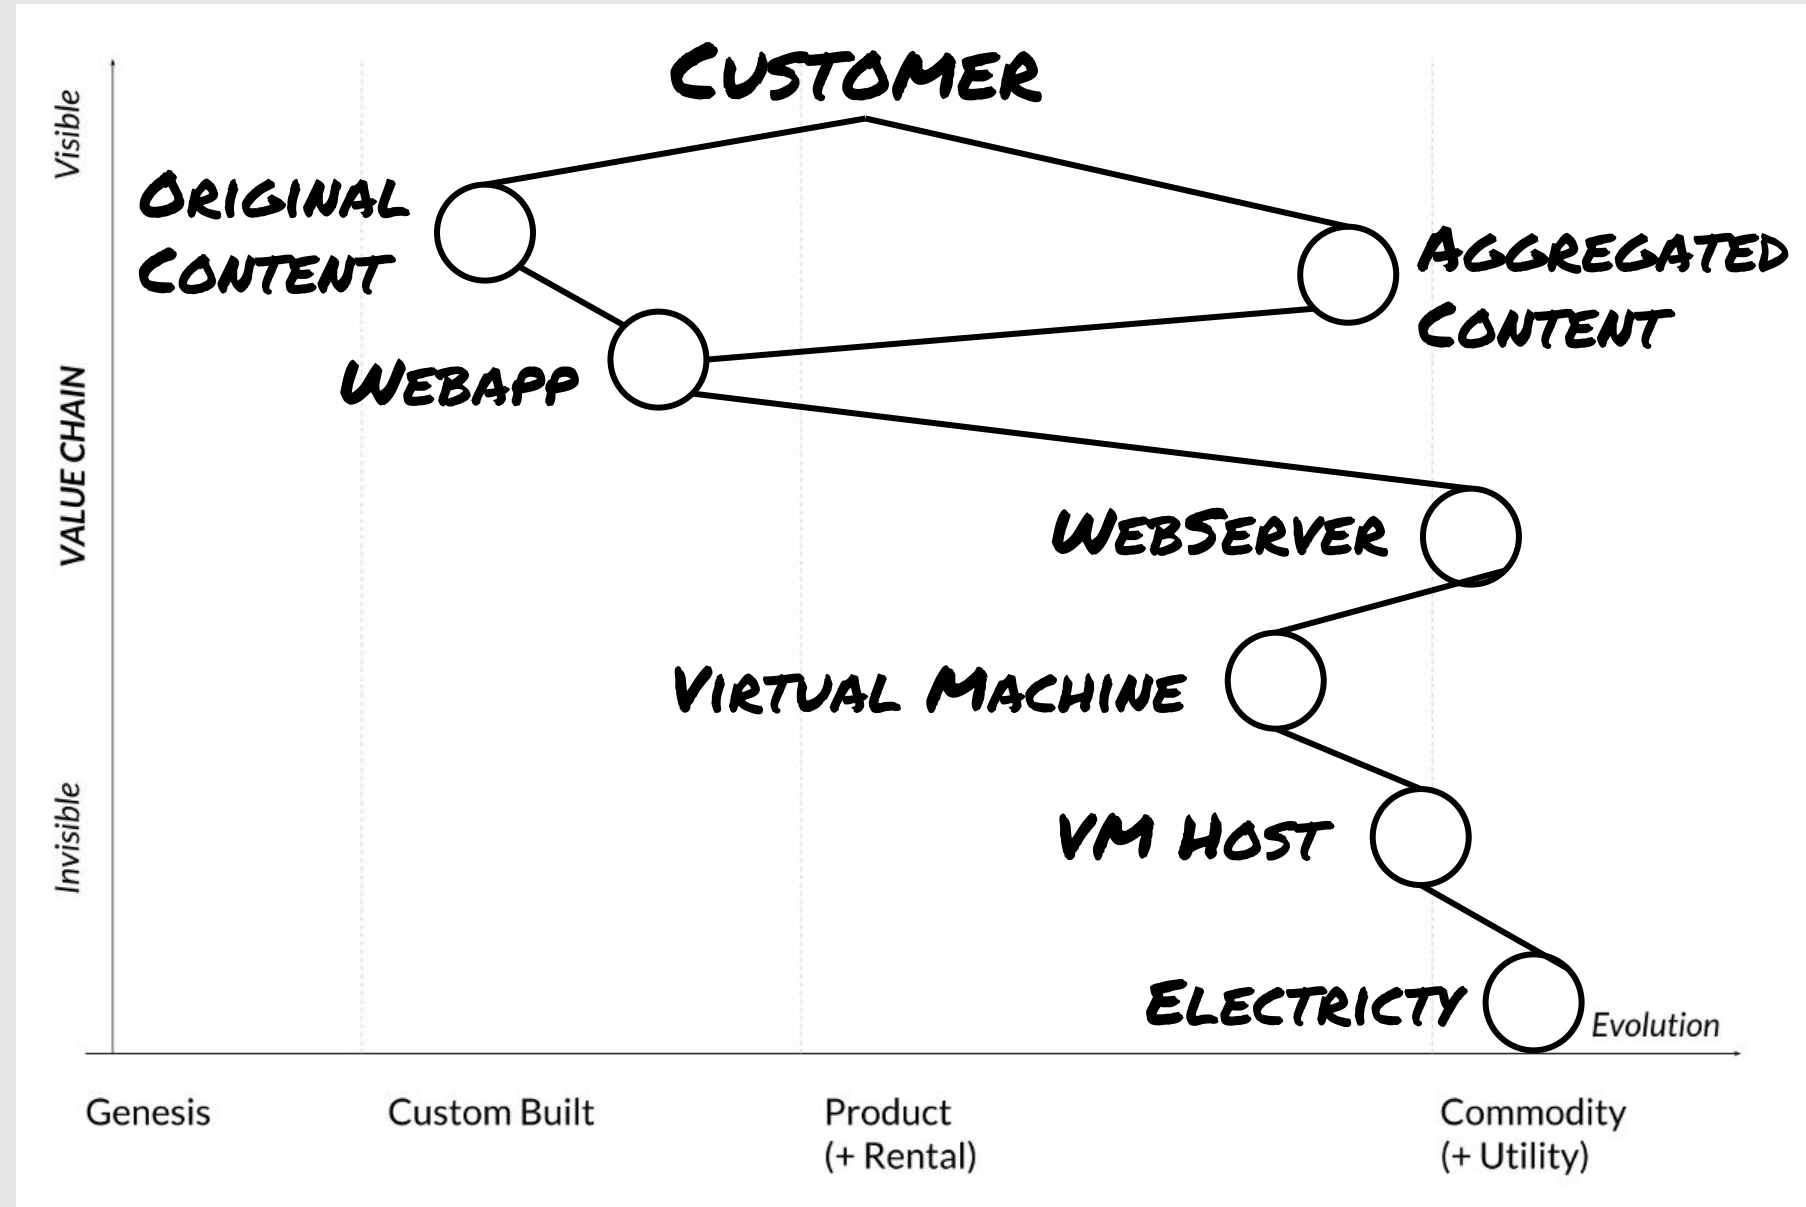 CUSTOMER
Visible
ORIGINAL
CONTENT
AGGREGATED
CONTENT
WEBAPP
VALUE CHAIN
WEBSERVER
VIRTUAL MACHINE
Invisible
VM HOST
ELECTRICTY
Evolution
Genesis
Custom Built
Product
(+ Rental)
Commodity
(+ Utility)